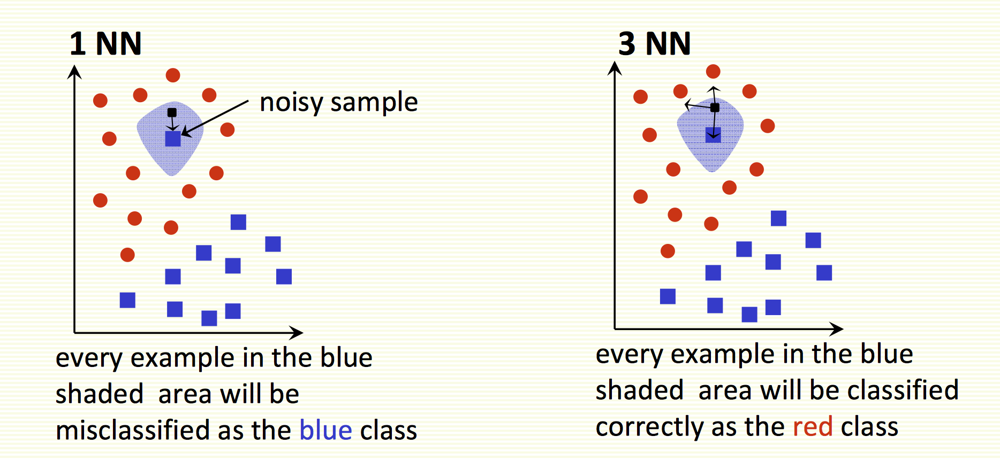 1 NN
noisy sample
every example in the blue
shaded  area will be
misclassified as the blue class
3 NN
every example in the blue
shaded  area will be classified
correctly as the red class